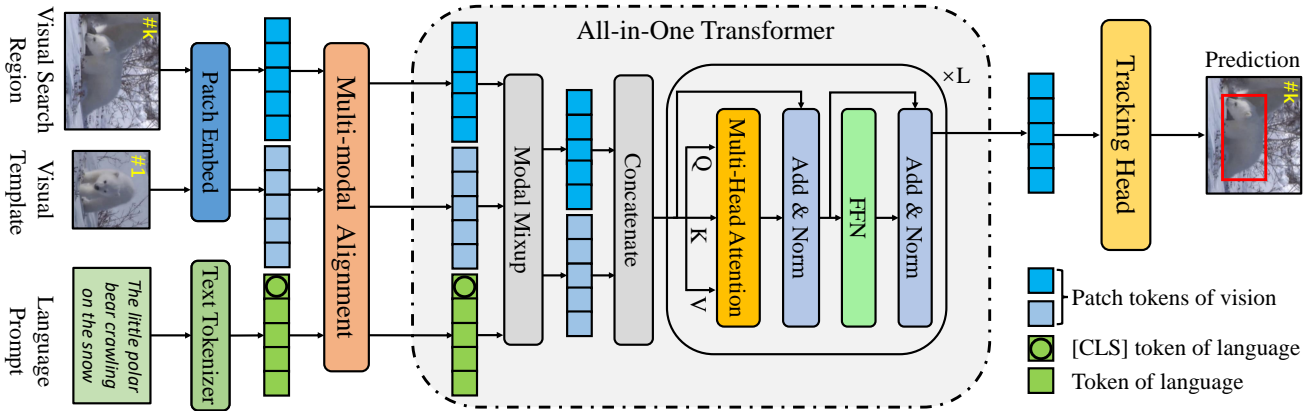 Visual Search
Region
#k
Visual
Template
#1
Language
Prompt
The little polar
bear crawling
on the snow
Patch Embed
Text Tokenizer
Multi-modal Alignment
All-in-One Transformer
Modal Mixup
Concatenate
×L
Q
K
V
Multi-Head Attention
Add & Norm
FFN
Add & Norm
Tracking Head
Prediction
#k
Patch tokens of vision
[CLS] token of language
Token of language